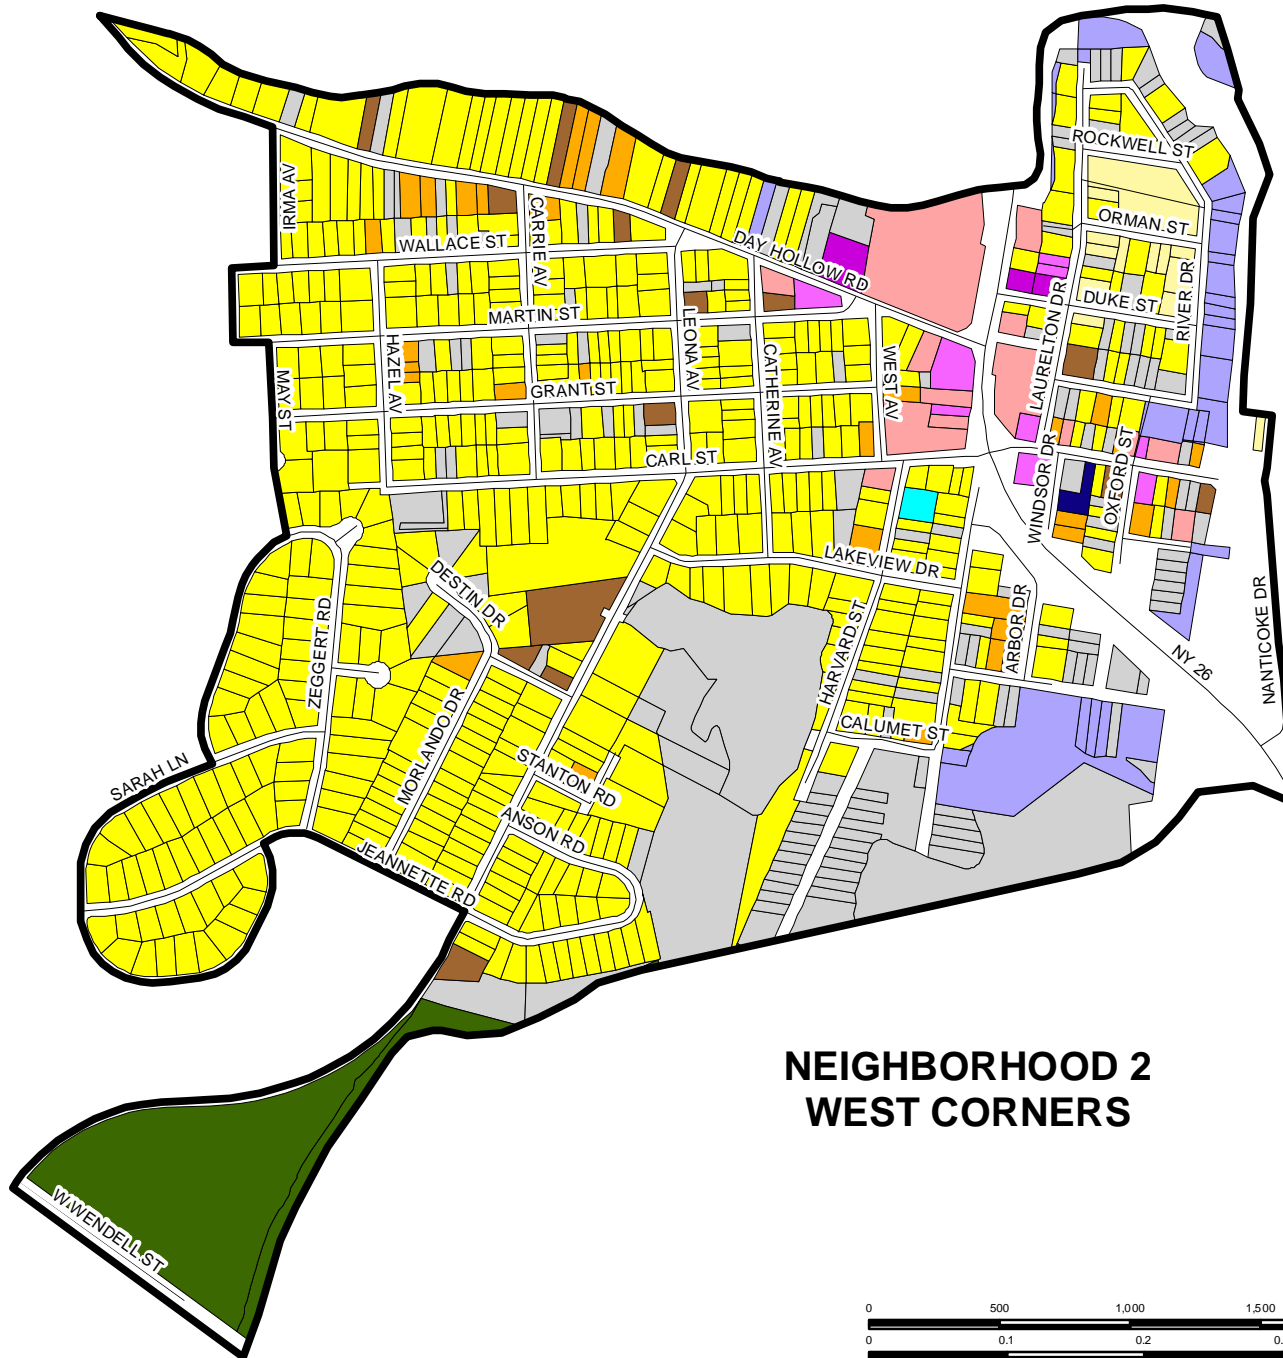 ROCKWELL ST
IRMA AV
CARRIE AV
ORMAN ST
WALLACE ST
DAY HOLLOW RD
RIVER DR
LAURELTON DR
DUKE ST
MARTIN ST
LEONA AV
HAZEL AV
CATHERINE AV
WEST AV
MAY ST
GRANT ST
CARL ST
WINDSOR DR
OXFORD ST
LAKEVIEW DR
DESTIN DR
ZEGGERT RD
HARVARD ST
ARBOR DR
NY 26
NANTICOKE DR
MORLANDO DR
CALUMET ST
SARAH LN
STANTON RD
ANSON RD
JEANNETTE RD
NEIGHBORHOOD 2
WEST CORNERS
W WENDELL ST
0 500 1,000 1,500
0 0.1 0.2